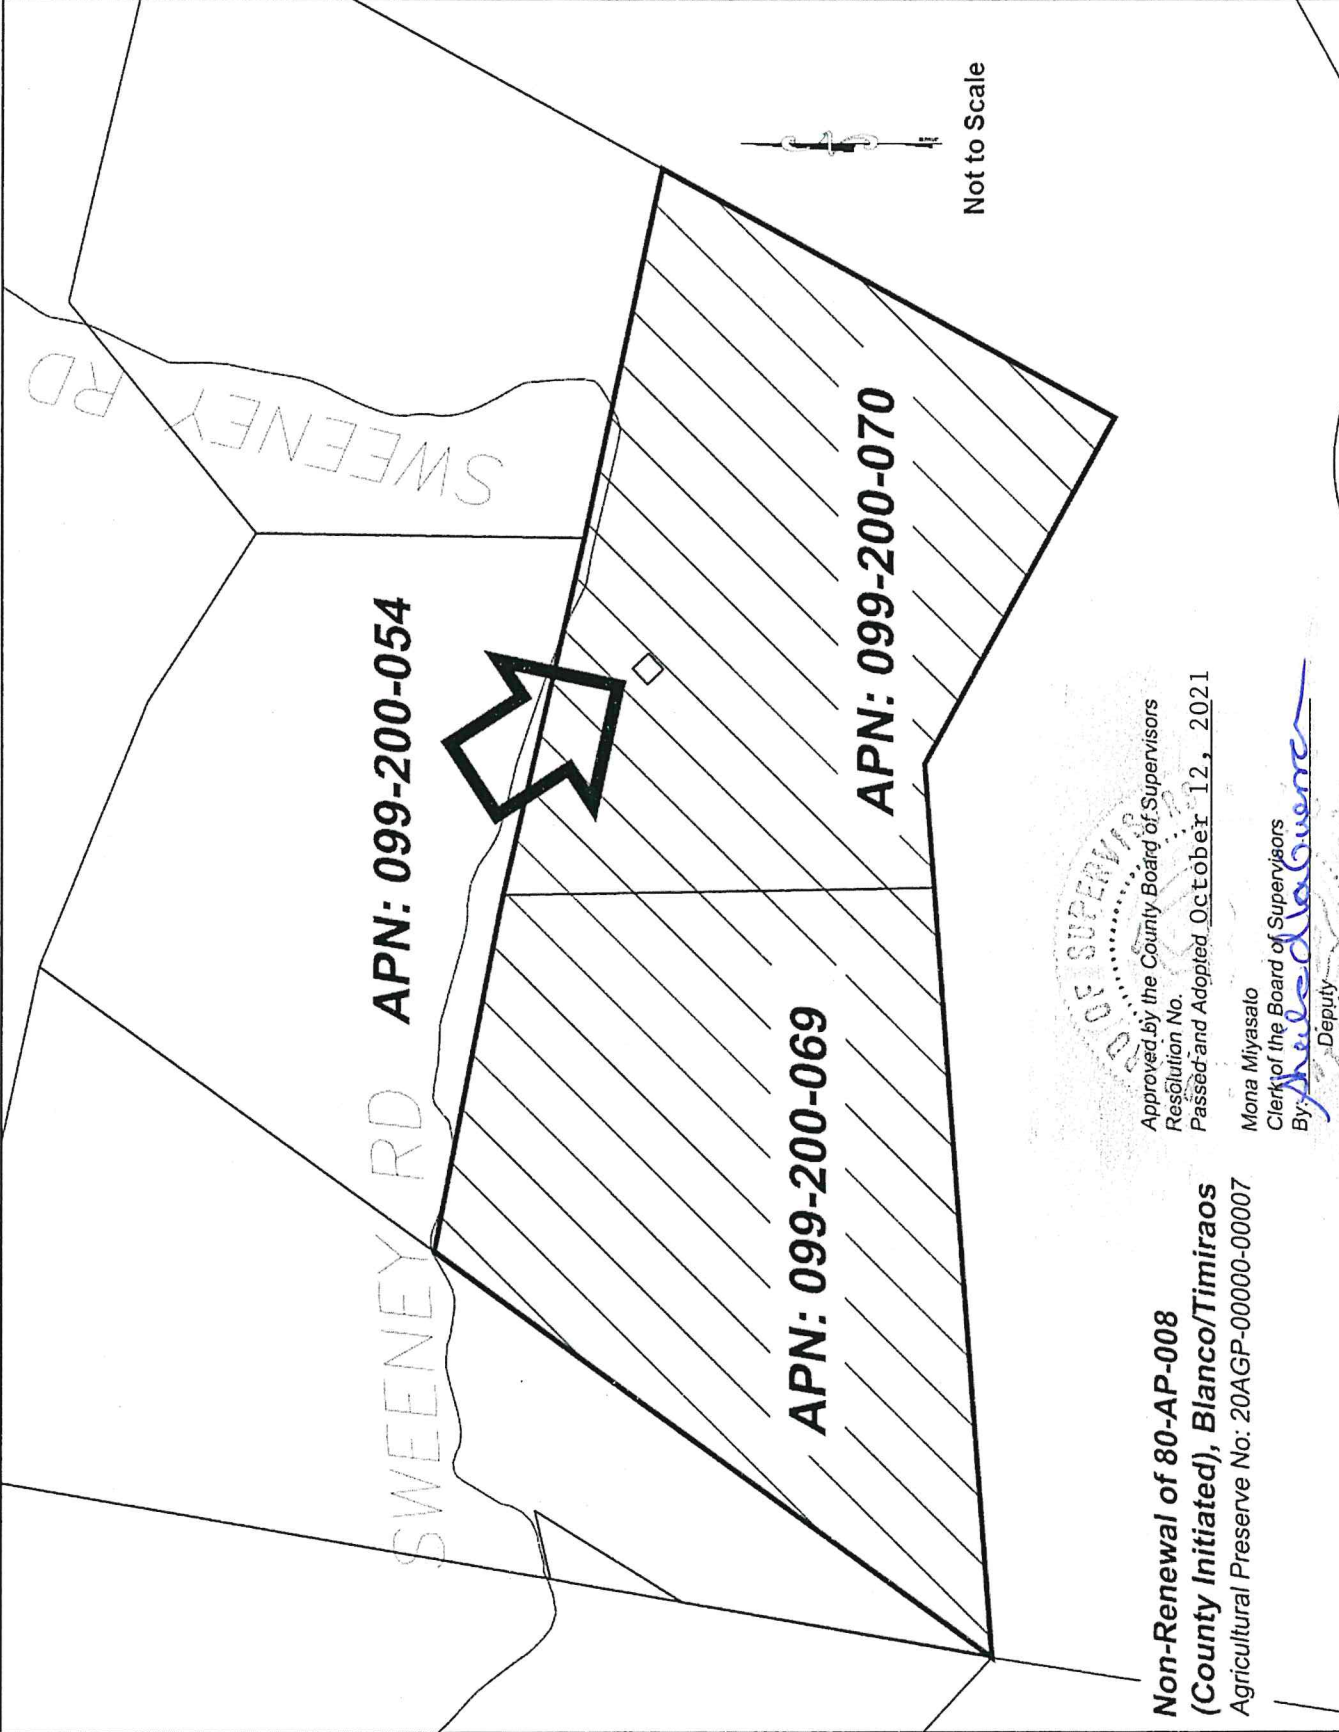 SWEENEY RD
SWEENEY RD
APN: 099-200-054
APN: 099-200-069
APN: 099-200-070
Not to Scale
Non-Renewal of 80-AP-008
(County Initiated), Blanco/Timiraos
Agricultural Preserve No: 20AGP-00000-00007
OF SUPERVIS
Approved by the County Board of Supervisors
Resolution No.
Passed and Adopted October 12, 2021
Mona Miyasato
Clerk of the Board of Supervisors
By:
Deputy